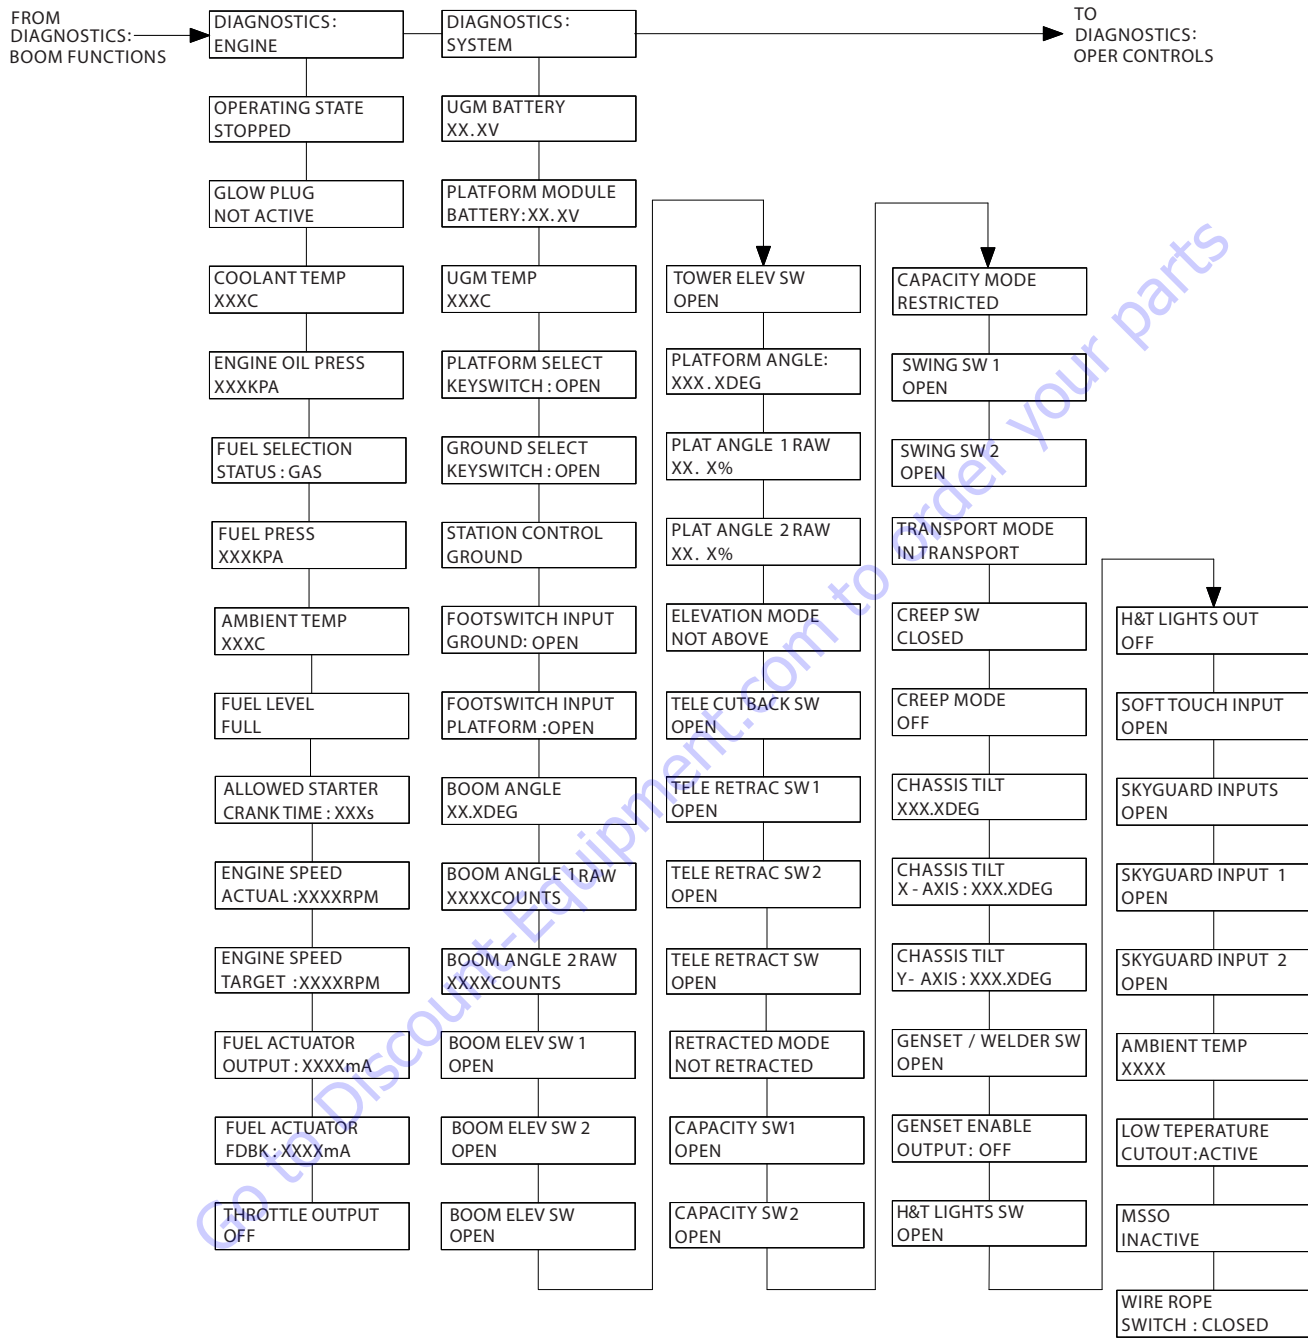 FROM
DIAGNOSTICS:
BOOM FUNCTIONS
DIAGNOSTICS:
ENGINE
DIAGNOSTICS:
SYSTEM
TO
DIAGNOSTICS:
OPER CONTROLS
OPERATING STATE
STOPPED
GLOW PLUG
NOT ACTIVE
COOLANT TEMP
XXXC
ENGINE OIL PRESS
XXXKPA
FUEL SELECTION
STATUS : GAS
FUEL PRESS
XXXKPA
AMBIENT TEMP
XXXC
FUEL LEVEL
FULL
ALLOWED STARTER
CRANK TIME : XXXs
ENGINE SPEED
ACTUAL :XXXXRPM
ENGINE SPEED
TARGET :XXXXRPM
FUEL ACTUATOR
OUTPUT : XXXXmA
FUEL ACTUATOR
FDBK : XXXXmA
THROTTLE OUTPUT
OFF
UGM BATTERY
XX.XV
PLATFORM MODULE
BATTERY:XX.XV
UGM TEMP
XXXC
PLATFORM SELECT
KEYSWITCH : OPEN
GROUND SELECT
KEYSWITCH : OPEN
STATION CONTROL
GROUND
FOOTSWITCH INPUT
GROUND: OPEN
FOOTSWITCH INPUT
PLATFORM :OPEN
BOOM ANGLE
XX.XDEG
BOOM ANGLE 1 RAW
XXXXCOUNTS
BOOM ANGLE 2 RAW
XXXXCOUNTS
BOOM ELEV SW 1
OPEN
BOOM ELEV SW 2
OPEN
BOOM ELEV SW
OPEN
TOWER ELEV SW
OPEN
PLATFORM ANGLE:
XXX.XDEG
PLAT ANGLE 1 RAW
XX. X%
PLAT ANGLE 2 RAW
XX. X%
ELEVATION MODE
NOT ABOVE
TELE CUTBACK SW
OPEN
TELE RETRAC SW1
OPEN
TELE RETRAC SW2
OPEN
TELE RETRACT SW
OPEN
RETRACTED MODE
NOT RETRACTED
CAPACITY SW1
OPEN
CAPACITY SW2
OPEN
CAPACITY MODE
RESTRICTED
SWING SW 1
OPEN
SWING SW 2
OPEN
TRANSPORT MODE
IN TRANSPORT
CREEP SW
CLOSED
CREEP MODE
OFF
CHASSIS TILT
XXX.XDEG
CHASSIS TILT
X - AXIS : XXX.XDEG
CHASSIS TILT
Y- AXIS : XXX.XDEG
GENSET / WELDER SW
OPEN
GENSET ENABLE
OUTPUT: OFF
H&T LIGHTS SW
OPEN
H&T LIGHTS OUT
OFF
SOFT TOUCH INPUT
OPEN
SKYGUARD INPUTS
OPEN
SKYGUARD INPUT 1
OPEN
SKYGUARD INPUT 2
OPEN
AMBIENT TEMP
XXXX
LOW TEPERATURE
CUTOUT:ACTIVE
MSSO
INACTIVE
WIRE ROPE
SWITCH : CLOSED
Go to Discount-Equipment.com to order your parts